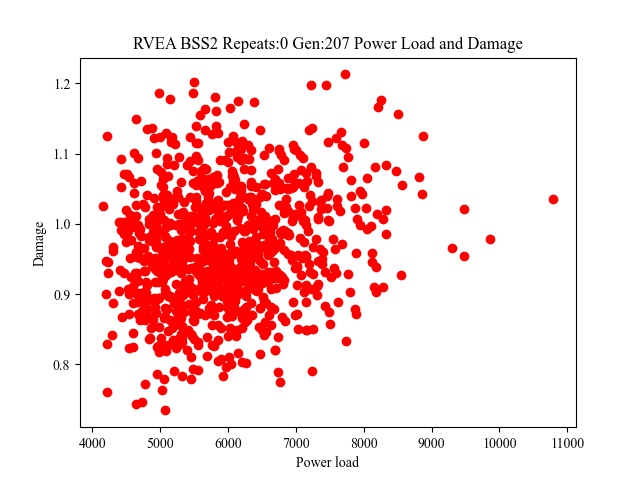 RVEA BSS2 Repeats:0 Gen:207 Power Load and Damage
1.2
1.1
1.0
0.9
0.8
Damage
4000 5000 6000 7000 8000 9000 10000 11000
Power load